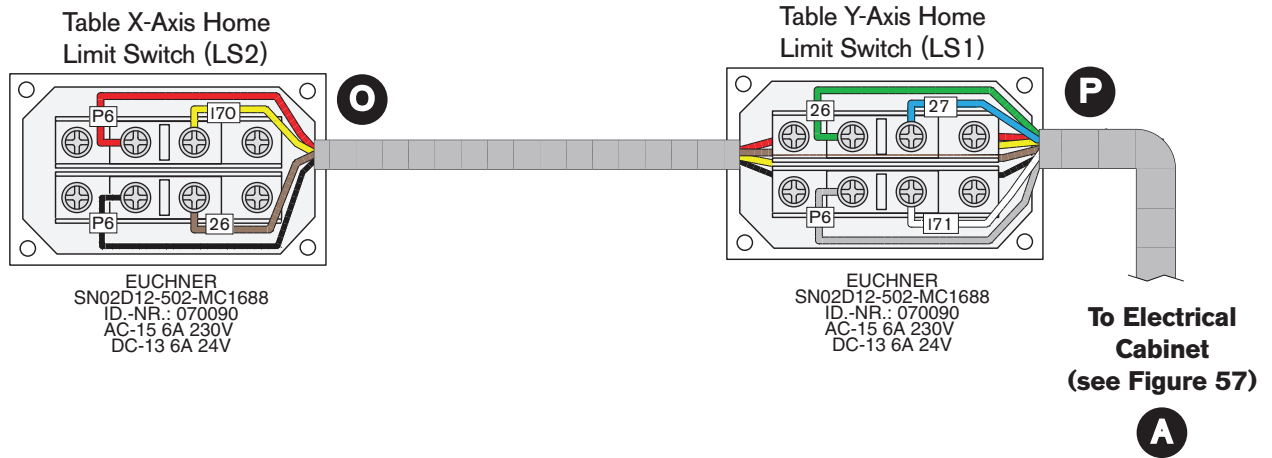 Table X-Axis Home
Limit Switch (LS2)
O
P6
I70
P6
26
EUCHNER
SN02D12-502-MC1688
ID.-NR.: 070090
AC-15 6A 230V
DC-13 6A 24V
Table Y-Axis Home
Limit Switch (LS1)
P
26
27
P6
I71
EUCHNER
SN02D12-502-MC1688
ID.-NR.: 070090
AC-15 6A 230V
DC-13 6A 24V
To Electrical
Cabinet
(see Figure 57)
A